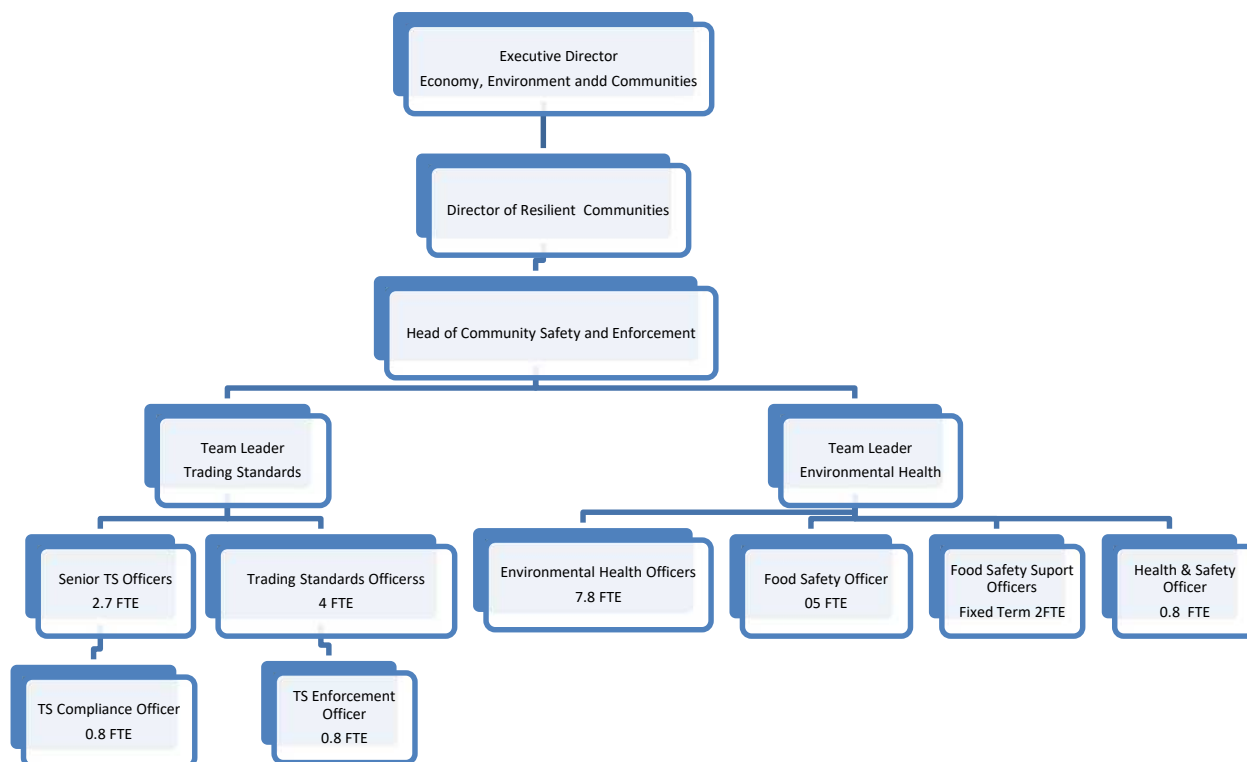 Executive Director
Economy, Environment andd Communities
Director of Resilient Communities
Head of Community Safety and Enforcement
Team Leader
Trading Standards
Team Leader
Environmental Health
Senior TS Officers
2.7 FTE
Trading Standards Officerss
4 FTE
Environmental Health Officers
7.8 FTE
Food Safety Officer
05 FTE
Food Safety Suport
Officers
Fixed Term 2FTE
Health & Safety
Officer
0.8 FTE
TS Compliance Officer
0.8 FTE
TS Enforcement
Officer
0.8 FTE